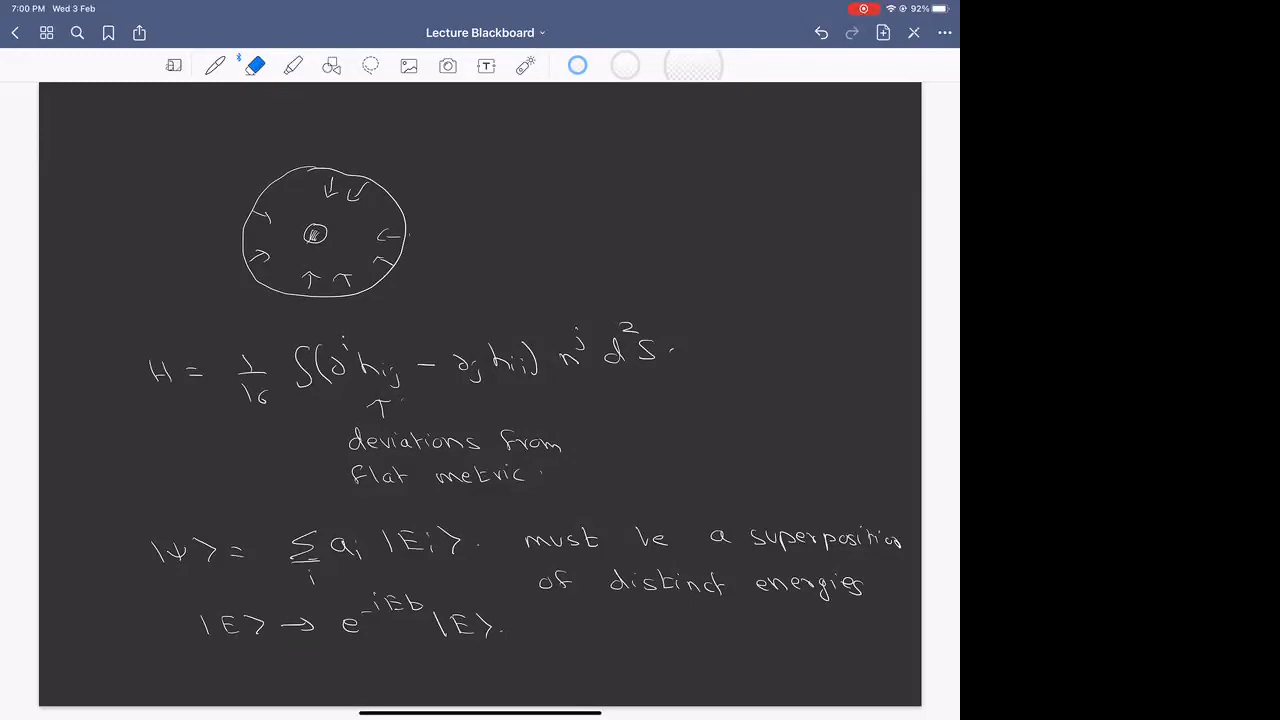 7:00 PM Wed 3 Feb
92%
Lecture Blackboard
H = 1/16 ∫(∂^i h_ij − ∂_j h_ii) n^j d²S.
↑
deviations from
flat metric.
|ψ⟩ = Σ_i a_i |E_i⟩. must be a superposition
of distinct energies
|E⟩ → e^{-iEt} |E⟩.